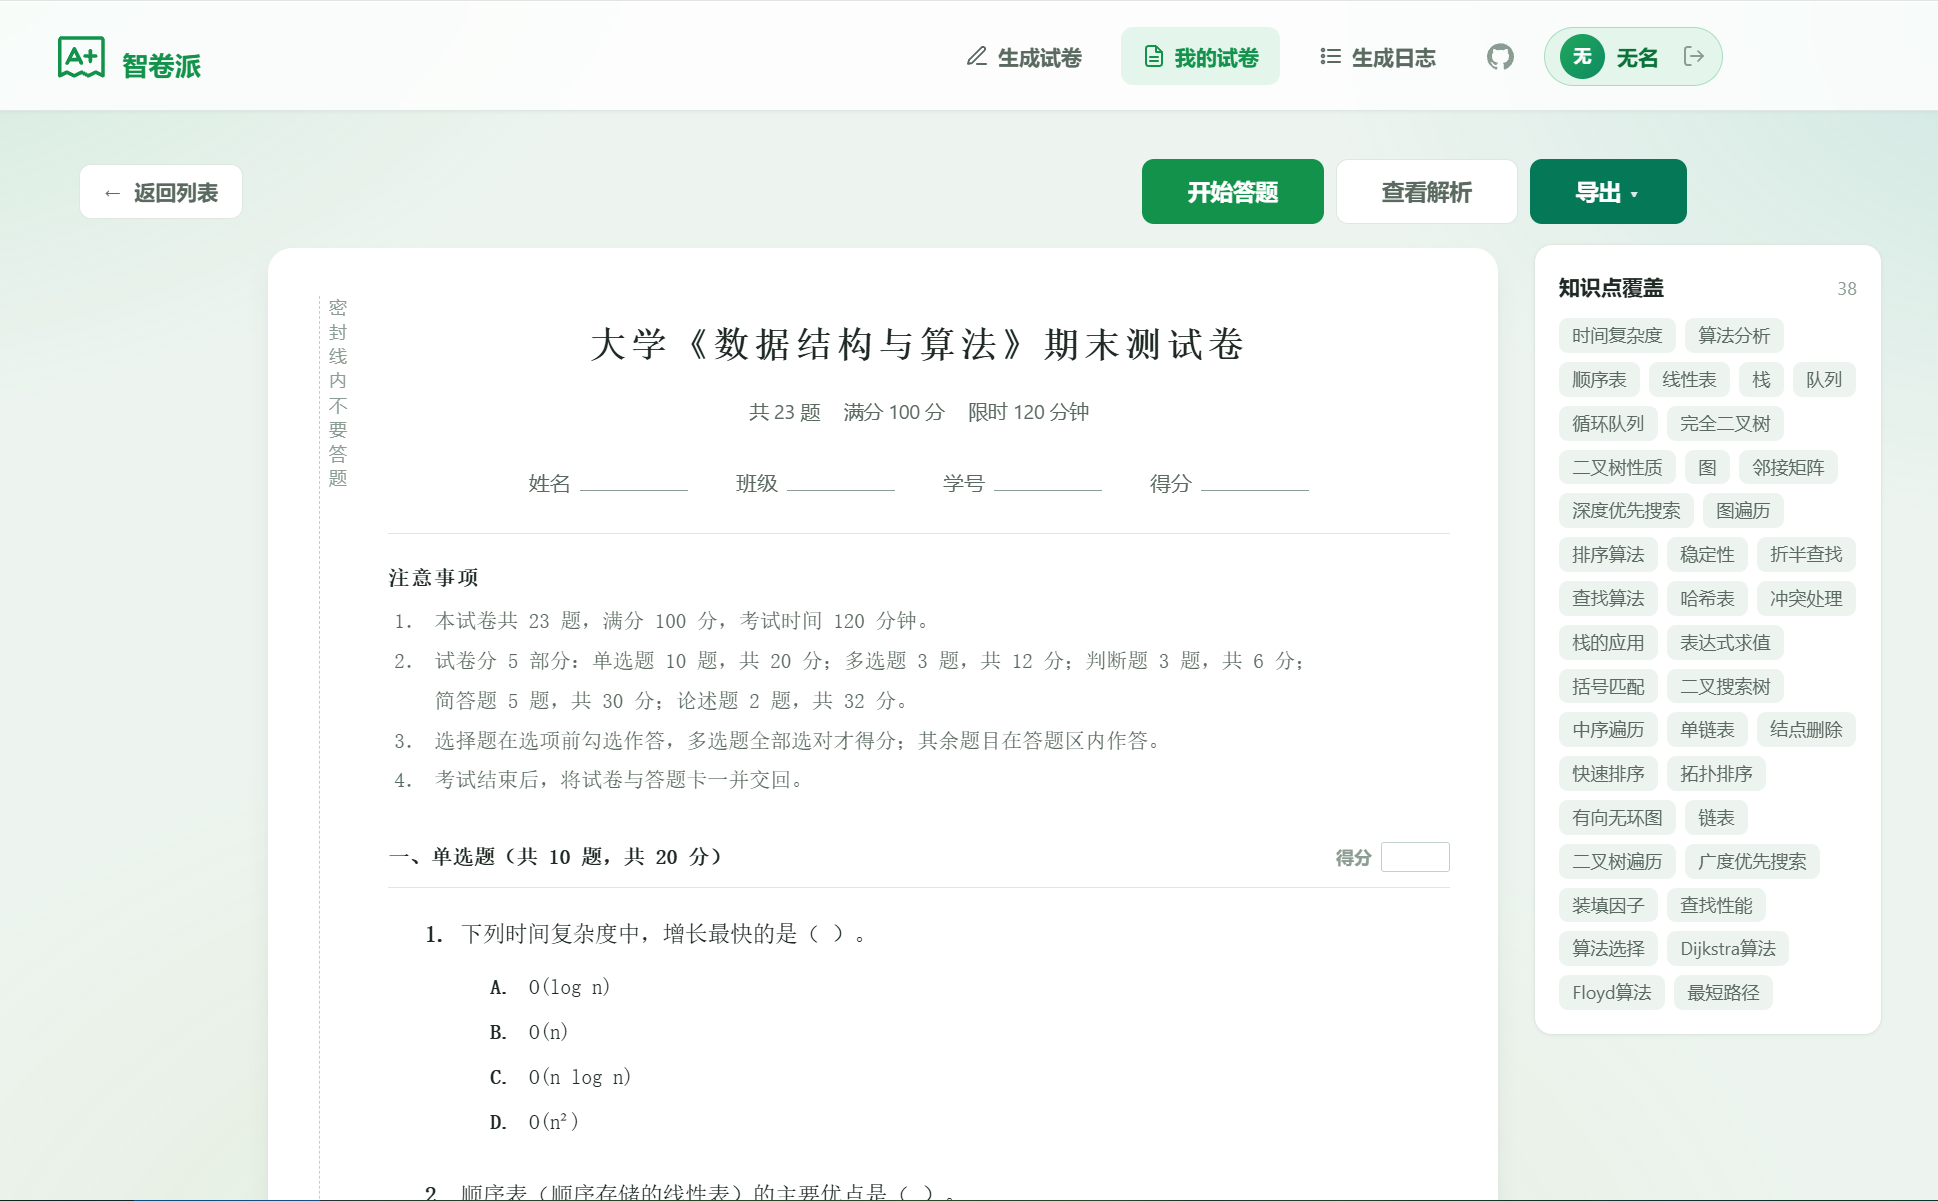 A+ 智卷派
生成试卷
我的试卷
生成日志
无 无名
← 返回列表
开始答题
查看解析
导出
密封线内不要答题
大学《数据结构与算法》期末测试卷
共 23 题 满分 100 分 限时 120 分钟
姓名 班级 学号 得分
注意事项
1. 本试卷共 23 题，满分 100 分，考试时间 120 分钟。
2. 试卷分 5 部分：单选题 10 题，共 20 分；多选题 3 题，共 12 分；判断题 3 题，共 6 分；
简答题 5 题，共 30 分；论述题 2 题，共 32 分。
3. 选择题在选项前勾选作答，多选题全部选对才得分；其余题目在答题区内作答。
4. 考试结束后，将试卷与答题卡一并交回。
一、单选题（共 10 题，共 20 分）
得分
1. 下列时间复杂度中，增长最快的是（ ）。
A. O(log n)
B. O(n)
C. O(n log n)
D. O(n²)
2. 顺序表（顺序存储的线性表）的主要优点是（ ）。
知识点覆盖 38
时间复杂度 算法分析
顺序表 线性表 栈 队列
循环队列 完全二叉树
二叉树性质 图 邻接矩阵
深度优先搜索 图遍历
排序算法 稳定性 折半查找
查找算法 哈希表 冲突处理
栈的应用 表达式求值
括号匹配 二叉搜索树
中序遍历 单链表 结点删除
快速排序 拓扑排序
有向无环图 链表
二叉树遍历 广度优先搜索
装填因子 查找性能
算法选择 Dijkstra算法
Floyd算法 最短路径